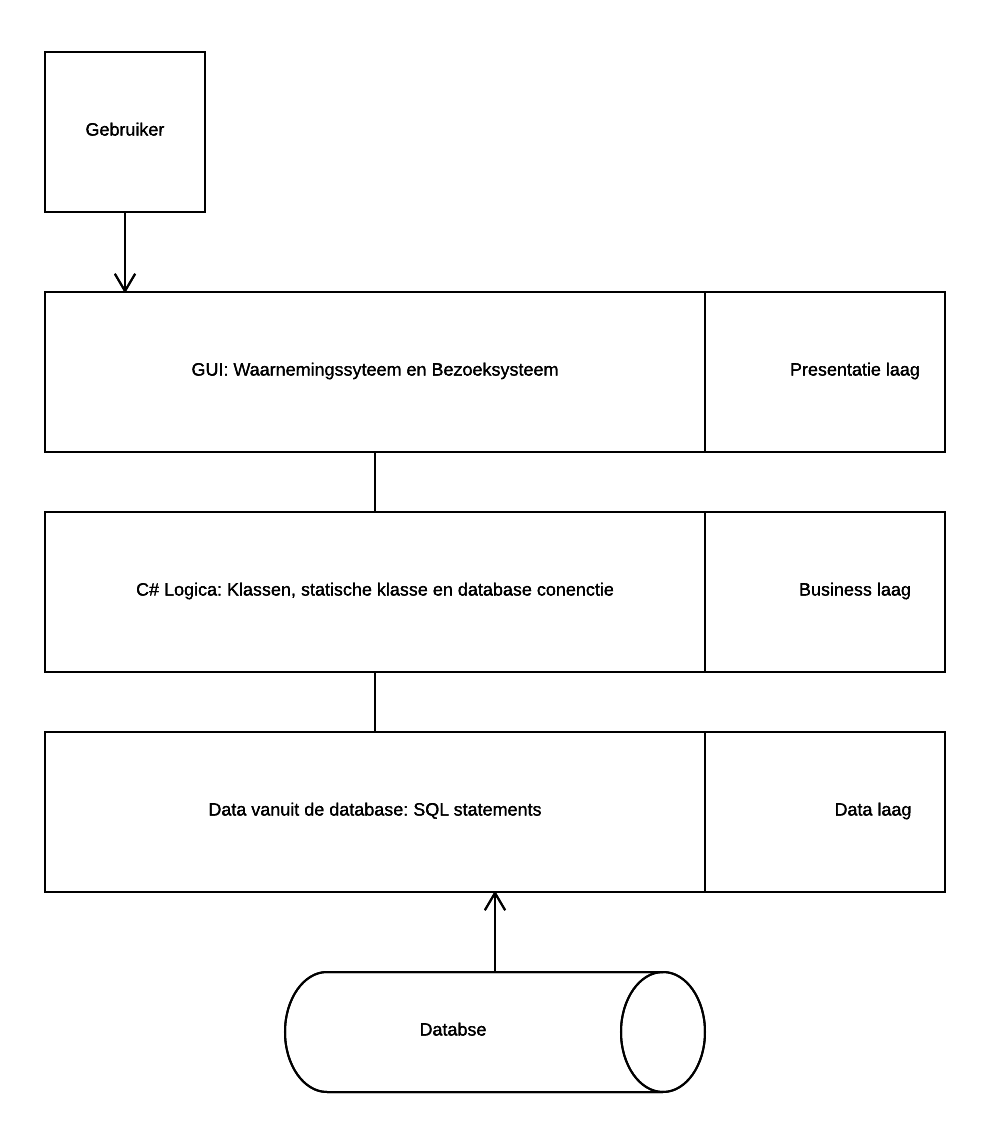 Gebruiker
GUI: Waarnemingssyteem en Bezoeksysteem
Presentatie laag
C# Logica: Klassen, statische klasse en database conenctie
Business laag
Data vanuit de database: SQL statements
Data laag
Databse